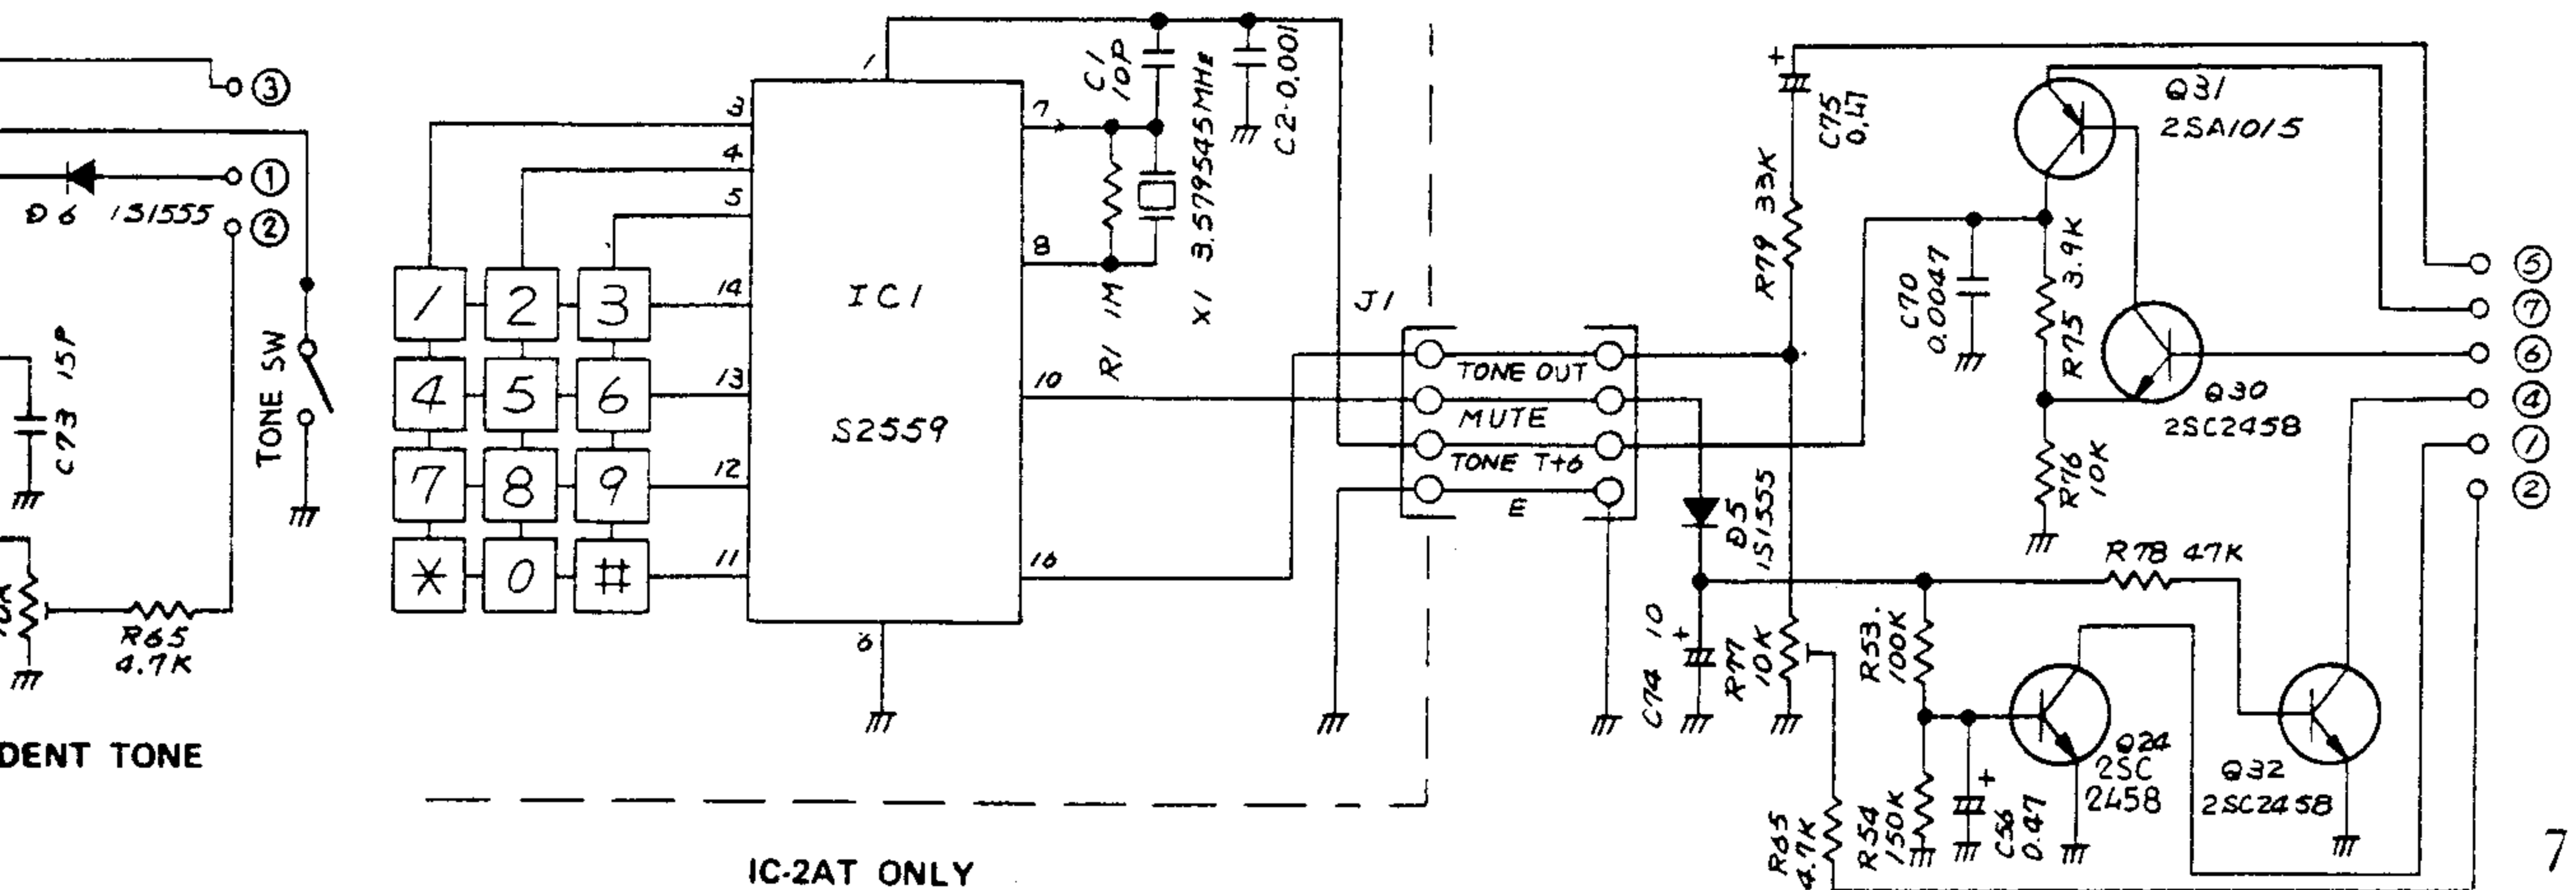 3
1
D6 1S1555
2
C73 15P
TONE SW
R65
4.7K
DENT TONE
1
3
4
5
14
13
12
11
6
7
8
10
16
1 2 3
4 5 6
7 8 9
* 0 #
IC1
S2559
C1
10P
C2 0.001
R1 1M
X1 3.579545MHz
J1
TONE OUT
MUTE
TONE T+6
E
IC-2AT ONLY
+
C75
0.47
R79 33K
Q31
2SA1015
C70
0.0047
R75 3.9K
Q30
2SC2458
R76
10K
5
7
6
4
1
2
D5
1S1555
R78 47K
C74 10
+
R77
10K
R53
100K
Q24
2SC
2458
Q32
2SC2458
R65
4.7K
R54
150K
+
C56
0.47
7